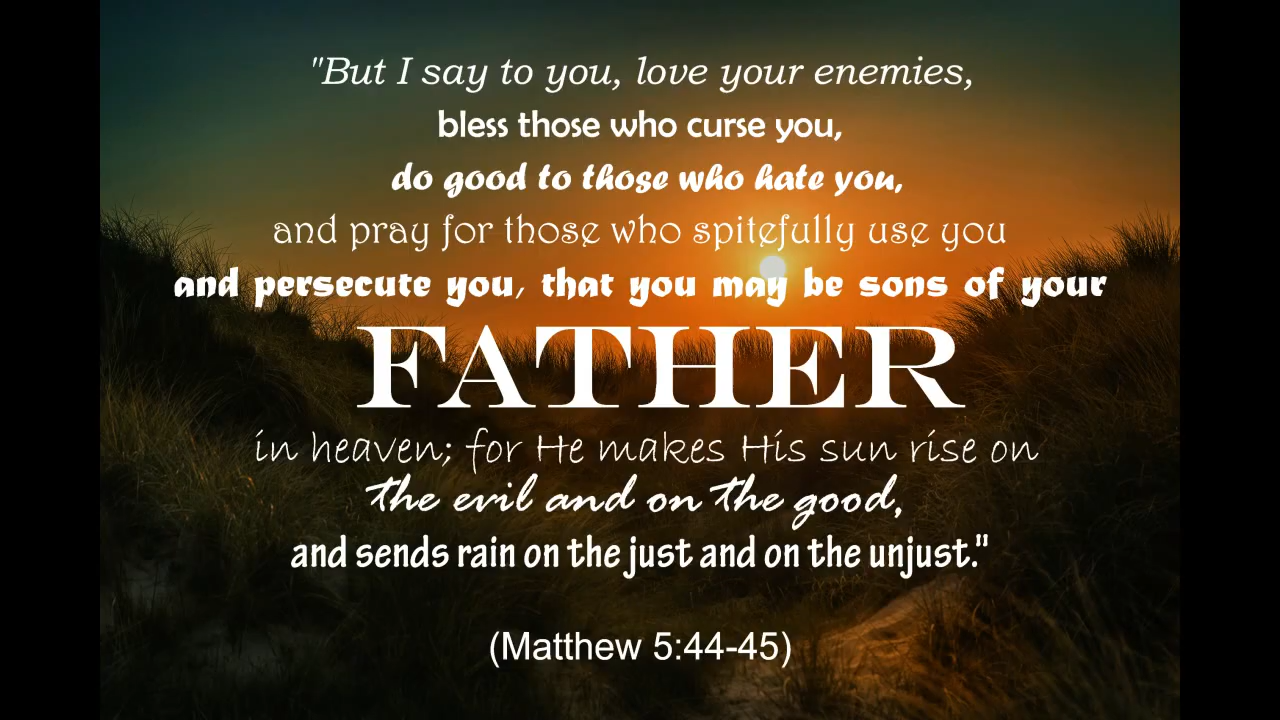 "But I say to you, love your enemies,
bless those who curse you,
do good to those who hate you,
and pray for those who spitefully use you
and persecute you, that you may be sons of your
FATHER
in heaven; for He makes His sun rise on
the evil and on the good,
and sends rain on the just and on the unjust."
(Matthew 5:44-45)